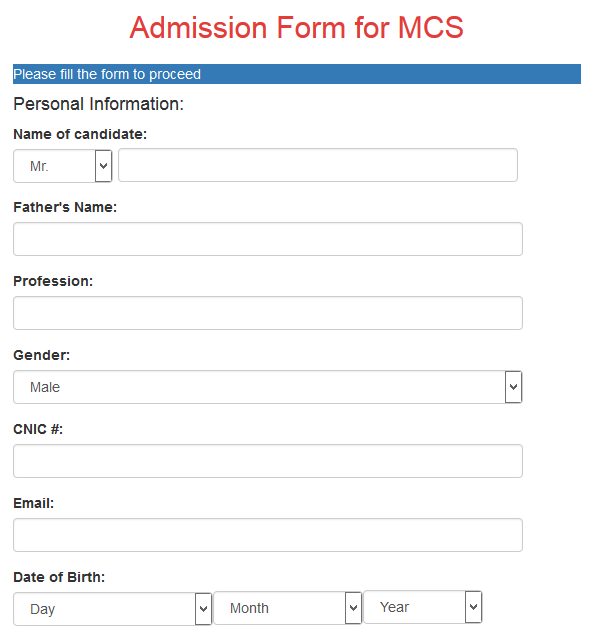 Admission Form for MCS
Please fill the form to proceed
Personal Information:
Name of candidate:
Mr.
Father's Name:
Profession:
Gender:
Male
CNIC #:
Email:
Date of Birth:
Day Month Year